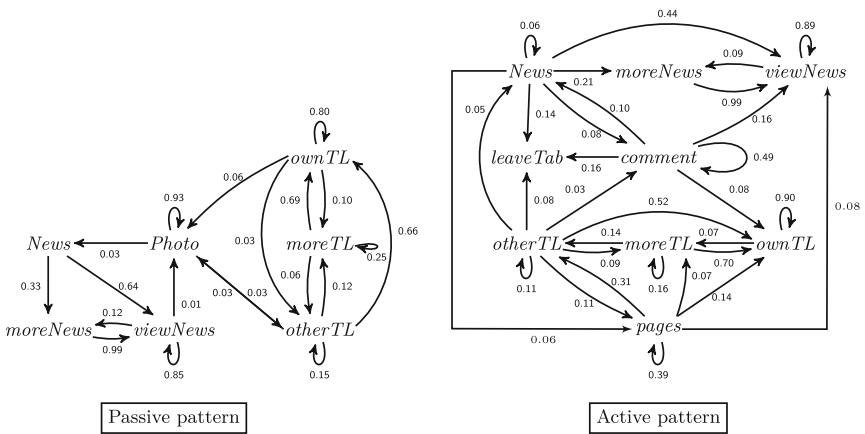 0.80
ownTL
0.06
0.93
0.69
0.10
0.66
News
0.03
Photo
0.03
moreTL
0.25
0.33
0.64
0.01
0.03
0.03
0.06
0.12
moreNews
0.12
0.99
viewNews
otherTL
0.85
0.15
Passive pattern
0.44
0.06
0.89
News
0.21
moreNews
0.09
viewNews
0.99
0.05
0.14
0.10
0.08
0.16
leaveTab
0.16
comment
0.49
0.08
0.03
0.08
0.52
0.90
0.08
otherTL
0.14
0.09
moreTL
0.07
0.70
ownTL
0.11
0.11
0.31
0.16
0.07
0.14
0.06
pages
0.39
Active pattern